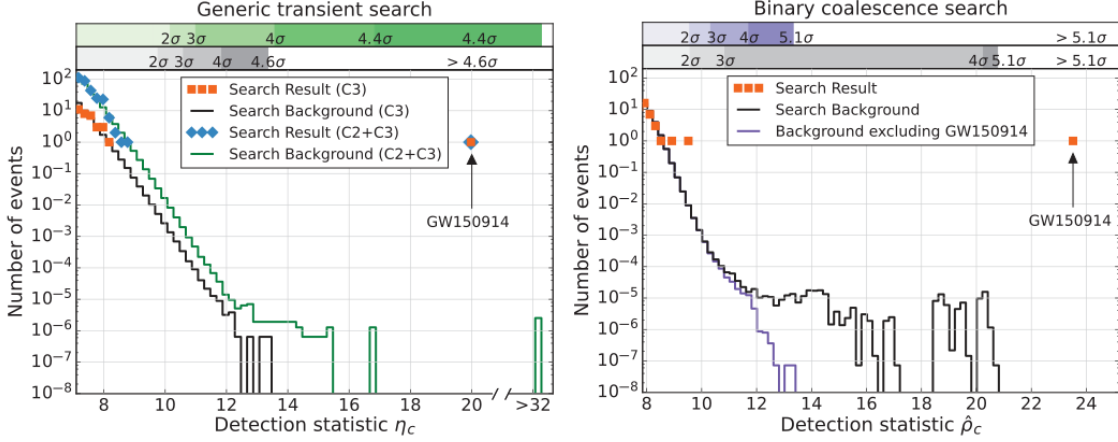 Generic transient search
2σ 3σ 4σ 4.4σ 4.4σ
2σ 3σ 4σ 4.6σ > 4.6σ
Search Result (C3)
Search Background (C3)
Search Result (C2+C3)
Search Background (C2+C3)
GW150914
10² 10¹ 10⁰ 10⁻¹ 10⁻² 10⁻³ 10⁻⁴ 10⁻⁵ 10⁻⁶ 10⁻⁷ 10⁻⁸
Number of events
8 10 12 14 16 18 20 >32
Detection statistic η_c
Binary coalescence search
2σ 3σ 4σ 5.1σ > 5.1σ
2σ 3σ 4σ 5.1σ > 5.1σ
Search Result
Search Background
Background excluding GW150914
GW150914
10² 10¹ 10⁰ 10⁻¹ 10⁻² 10⁻³ 10⁻⁴ 10⁻⁵ 10⁻⁶ 10⁻⁷ 10⁻⁸
Number of events
8 10 12 14 16 18 20 22 24
Detection statistic ρ̂_c